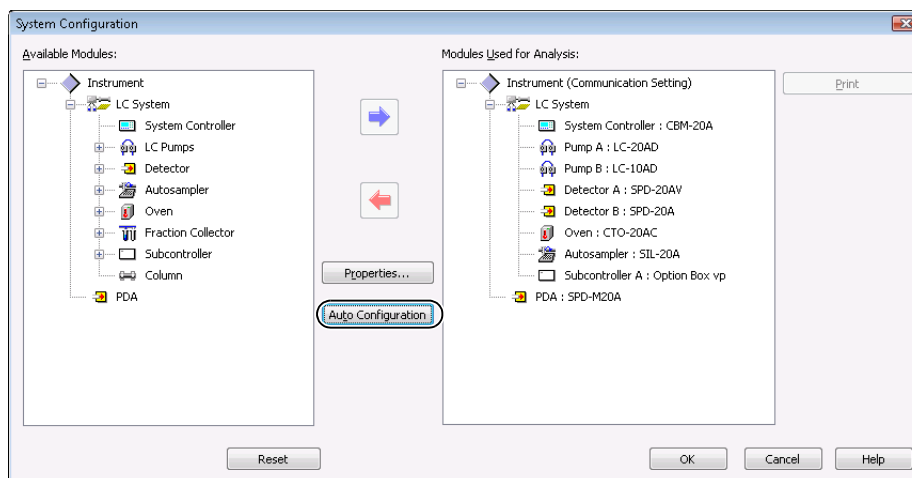 System Configuration
Available Modules:
Instrument
LC System
System Controller
LC Pumps
Detector
Autosampler
Oven
Fraction Collector
Subcontroller
Column
PDA
Properties...
Auto Configuration
Modules Used for Analysis:
Instrument (Communication Setting)
LC System
System Controller : CBM-20A
Pump A : LC-20AD
Pump B : LC-10AD
Detector A : SPD-20AV
Detector B : SPD-20A
Oven : CTO-20AC
Autosampler : SIL-20A
Subcontroller A : Option Box vp
PDA : SPD-M20A
Print
Reset
OK
Cancel
Help